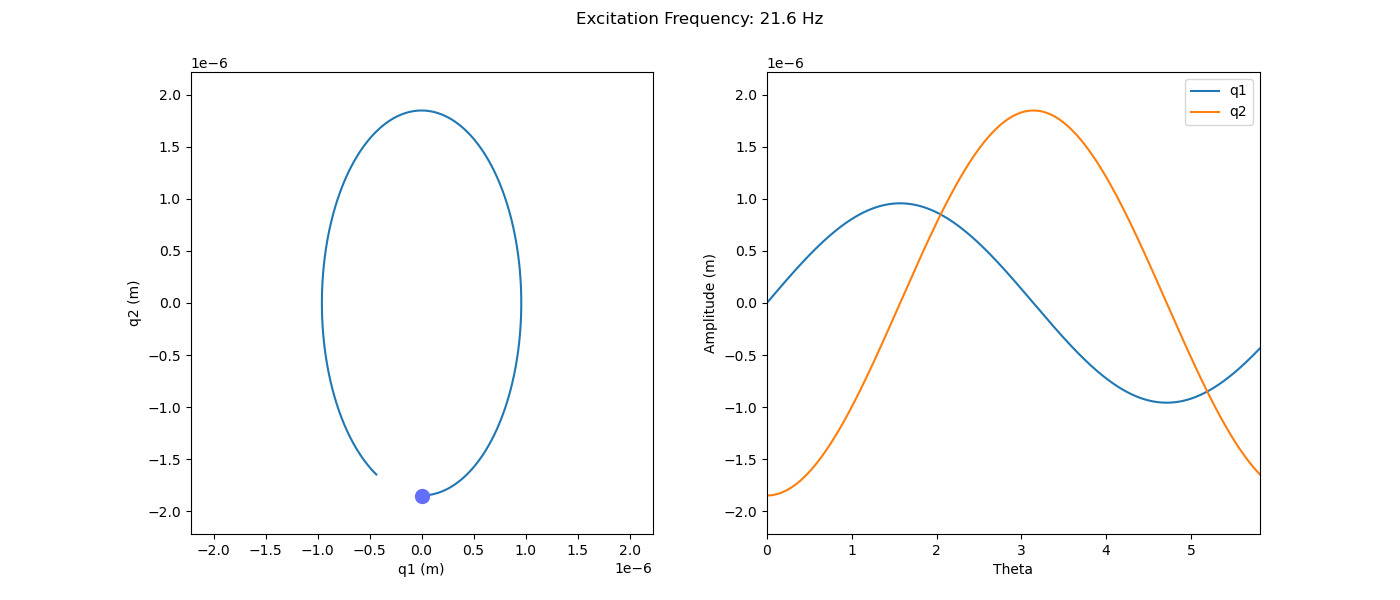 Excitation Frequency: 21.6 Hz
1e−6
2.0
1.5
1.0
0.5
0.0
−0.5
−1.0
−1.5
−2.0
q2 (m)
−2.0 −1.5 −1.0 −0.5 0.0 0.5 1.0 1.5 2.0
q1 (m)
1e−6
1e−6
2.0
1.5
1.0
0.5
0.0
−0.5
−1.0
−1.5
−2.0
Amplitude (m)
q1
q2
0 1 2 3 4 5
Theta